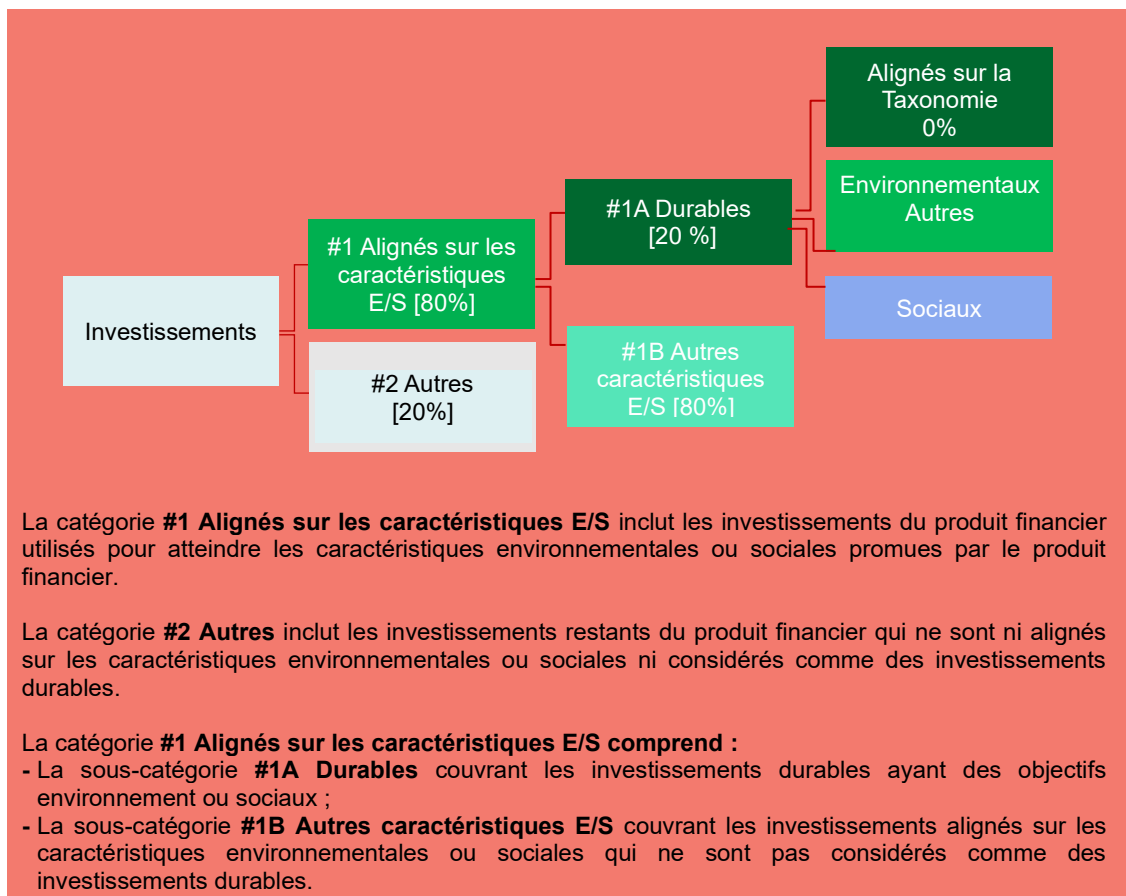 Alignés sur la
Taxonomie
0%
Environnementaux
Autres
#1A Durables
[20 %]
#1 Alignés sur les
caractéristiques
E/S [80%]
Sociaux
Investissements
#1B Autres
caractéristiques
E/S [80%]
#2 Autres
[20%]
La catégorie #1 Alignés sur les caractéristiques E/S inclut les investissements du produit financier
utilisés pour atteindre les caractéristiques environnementales ou sociales promues par le produit
financier.
La catégorie #2 Autres inclut les investissements restants du produit financier qui ne sont ni alignés
sur les caractéristiques environnementales ou sociales ni considérés comme des investissements
durables.
La catégorie #1 Alignés sur les caractéristiques E/S comprend :
- La sous-catégorie #1A Durables couvrant les investissements durables ayant des objectifs
environnement ou sociaux ;
- La sous-catégorie #1B Autres caractéristiques E/S couvrant les investissements alignés sur les
caractéristiques environnementales ou sociales qui ne sont pas considérés comme des
investissements durables.